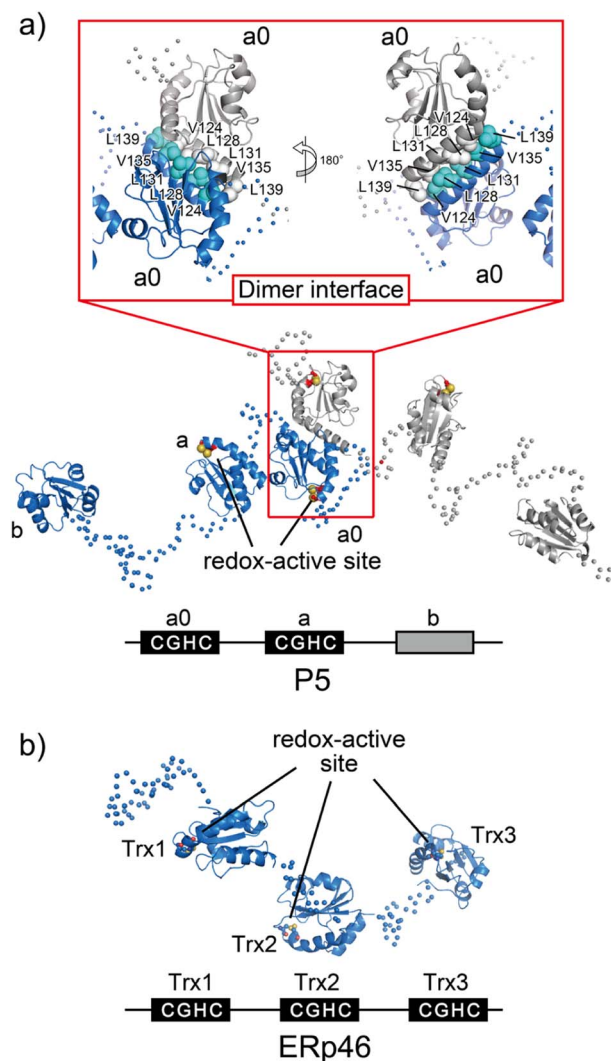 a)
a0
a0
V124
L139
L128
V135
L131
L131
V135
L128
L139
V124
180°
V124
L128
L139
L131
V135
V135
L139
L131
L128
V124
a0
a0
Dimer interface
a
b
a0
redox-active site
a0
a
b
CGHC
CGHC
P5
b)
redox-active
site
Trx1
Trx3
Trx2
Trx1
Trx2
Trx3
CGHC
CGHC
CGHC
ERp46